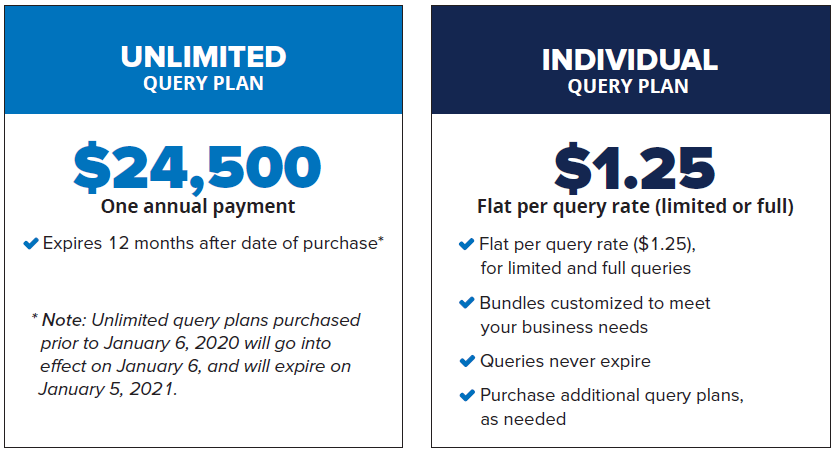 UNLIMITED
QUERY PLAN
$24,500
One annual payment
Expires 12 months after date of purchase*
* Note: Unlimited query plans purchased
prior to January 6, 2020 will go into
effect on January 6, and will expire on
January 5, 2021.
INDIVIDUAL
QUERY PLAN
$1.25
Flat per query rate (limited or full)
Flat per query rate ($1.25),
for limited and full queries
Bundles customized to meet
your business needs
Queries never expire
Purchase additional query plans,
as needed